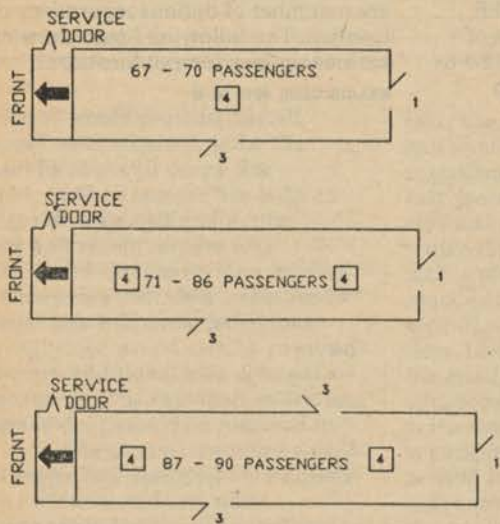 SERVICE
DOOR
FRONT
67 - 70 PASSENGERS
4
1
3
SERVICE
DOOR
FRONT
4 71 - 86 PASSENGERS 4
1
3
SERVICE
DOOR
3
FRONT
4 87 - 90 PASSENGERS 4
1
3